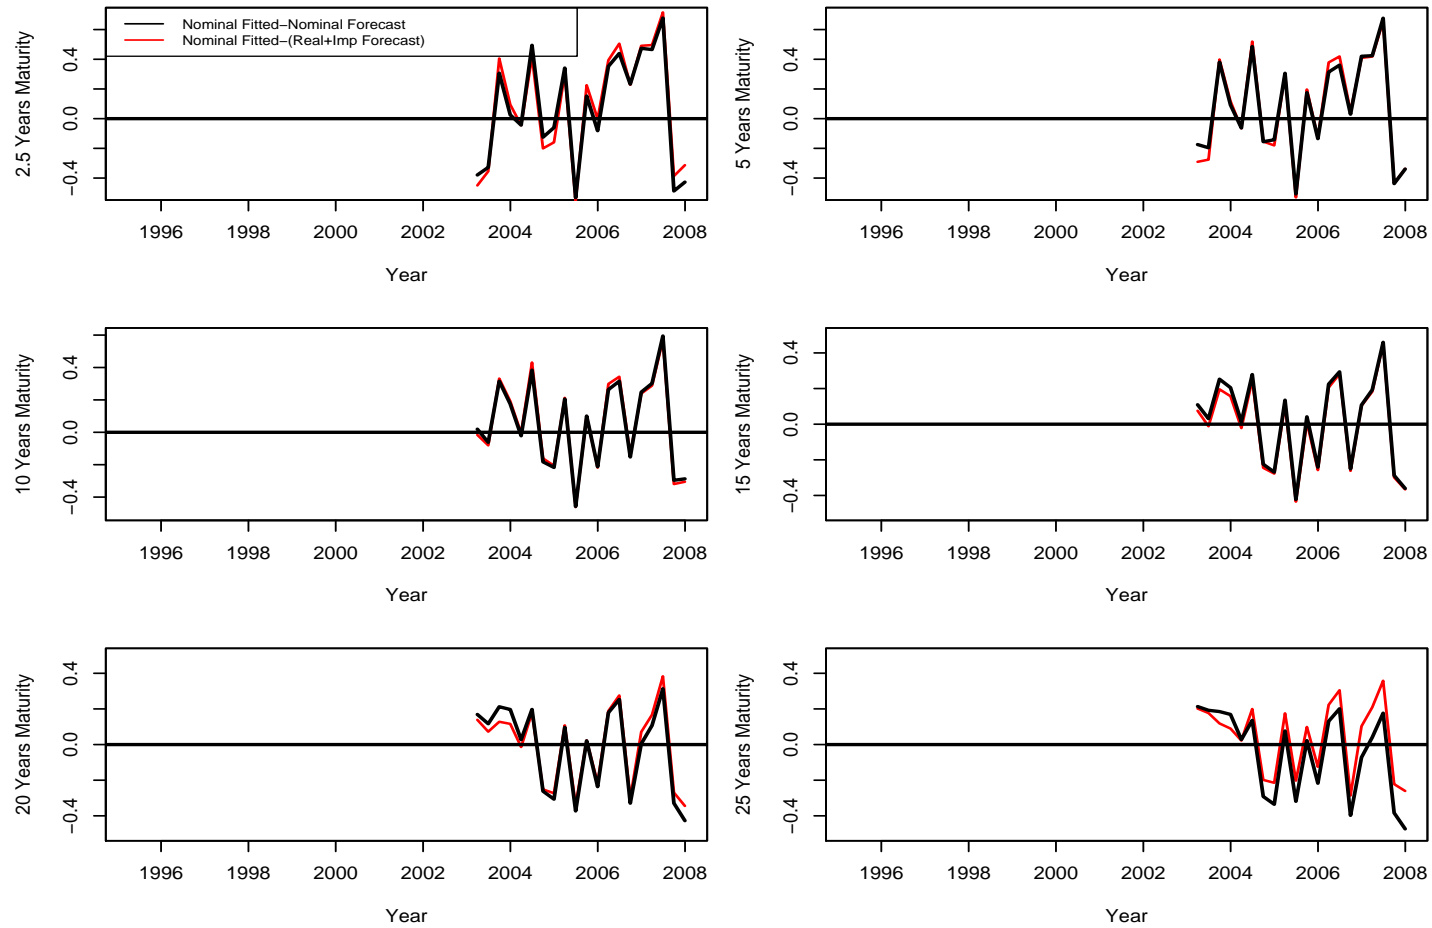 2.5 Years Maturity
0.4
0.0
−0.4
Nominal Fitted−Nominal Forecast
Nominal Fitted−(Real+Imp Forecast)
1996 1998 2000 2002 2004 2006 2008
Year
5 Years Maturity
0.4
0.0
−0.4
1996 1998 2000 2002 2004 2006 2008
Year
10 Years Maturity
0.4
0.0
−0.4
1996 1998 2000 2002 2004 2006 2008
Year
15 Years Maturity
0.4
0.0
−0.4
1996 1998 2000 2002 2004 2006 2008
Year
20 Years Maturity
0.4
0.0
−0.4
1996 1998 2000 2002 2004 2006 2008
Year
25 Years Maturity
0.4
0.0
−0.4
1996 1998 2000 2002 2004 2006 2008
Year